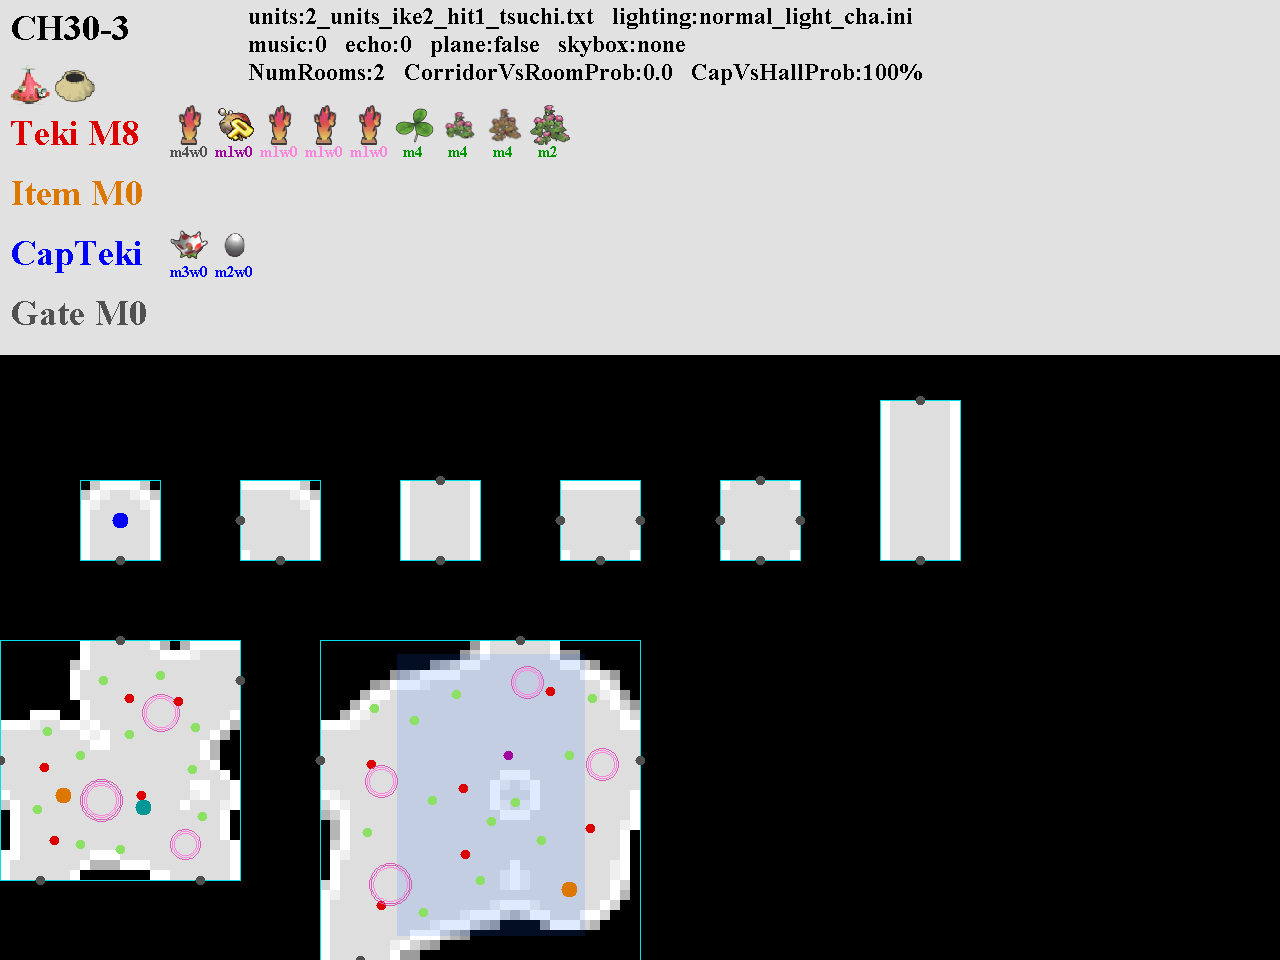 CH30-3
units:2_units_ike2_hit1_tsuchi.txt lighting:normal_light_cha.ini
music:0 echo:0 plane:false skybox:none
NumRooms:2 CorridorVsRoomProb:0.0 CapVsHallProb:100%
Teki M8
m4w0 m1w0 m1w0 m1w0 m1w0 m4 m4 m4 m2
Item M0
CapTeki
m3w0 m2w0
Gate M0